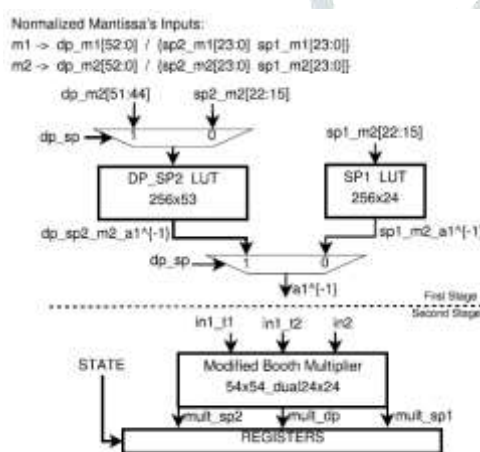 Normalized Mantissa's Inputs:
m1 -> dp_m1[52:0] / {sp2_m1[23:0] sp1_m1[23:0]}
m2 -> dp_m2[52:0] / {sp2_m2[23:0] sp1_m2[23:0]}
dp_m2[51:44] sp2_m2[22:15]
sp1_m2[22:15]
dp_sp 1 0
DP_SP2 LUT
256x53
SP1 LUT
256x24
dp_sp2_m2_a1^[-1} sp1_m2_a1^[-1}
dp_sp 1 0
a1^[-1}
First Stage
Second Stage
in1_t1 in1_t2 in2
STATE
Modified Booth Multiplier
54x54_dual24x24
mult_sp2 mult_dp mult_sp1
REGISTERS